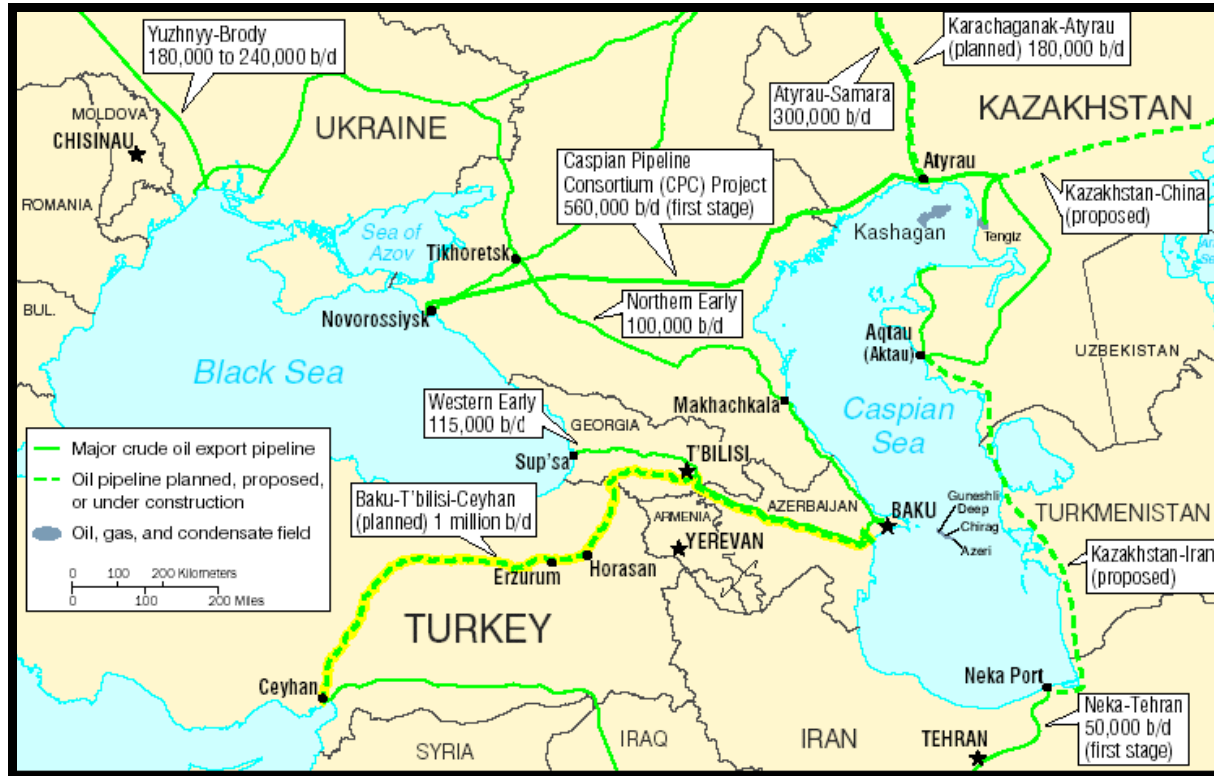 Yuzhnyy-Brody
180,000 to 240,000 b/d
Karachaganak-Atyrau
(planned) 180,000 b/d
MOLDOVA
CHISINAU
UKRAINE
Atyrau-Samara
300,000 b/d
KAZAKHSTAN
Caspian Pipeline
Consortium (CPC) Project
560,000 b/d (first stage)
Atyrau
Kazakhstan-China
(proposed)
ROMANIA
Sea of
Azov
Kashagan
Tengiz
Tikhoretsk
BUL.
Novorossiysk
Northern Early
100,000 b/d
Aqtau
(Aktau)
UZBEKISTAN
Black Sea
Western Early
115,000 b/d
Makhachkala
Caspian
Sea
GEORGIA
Major crude oil export pipeline
Sup'sa
T'BILISI
Oil pipeline planned, proposed,
or under construction
Baku-T'bilisi-Ceyhan
(planned) 1 million b/d
AZERBAIJAN
BAKU
Guneshli
Deep
Chirag
Azeri
TURKMENISTAN
Oil, gas, and condensate field
ARMENIA
YEREVAN
Kazakhstan-Iran
(proposed)
0 100 200 Kilometers
0 100 200 Miles
Erzurum
Horasan
TURKEY
Ceyhan
Neka Port
Neka-Tehran
50,000 b/d
(first stage)
SYRIA
IRAQ
IRAN
TEHRAN